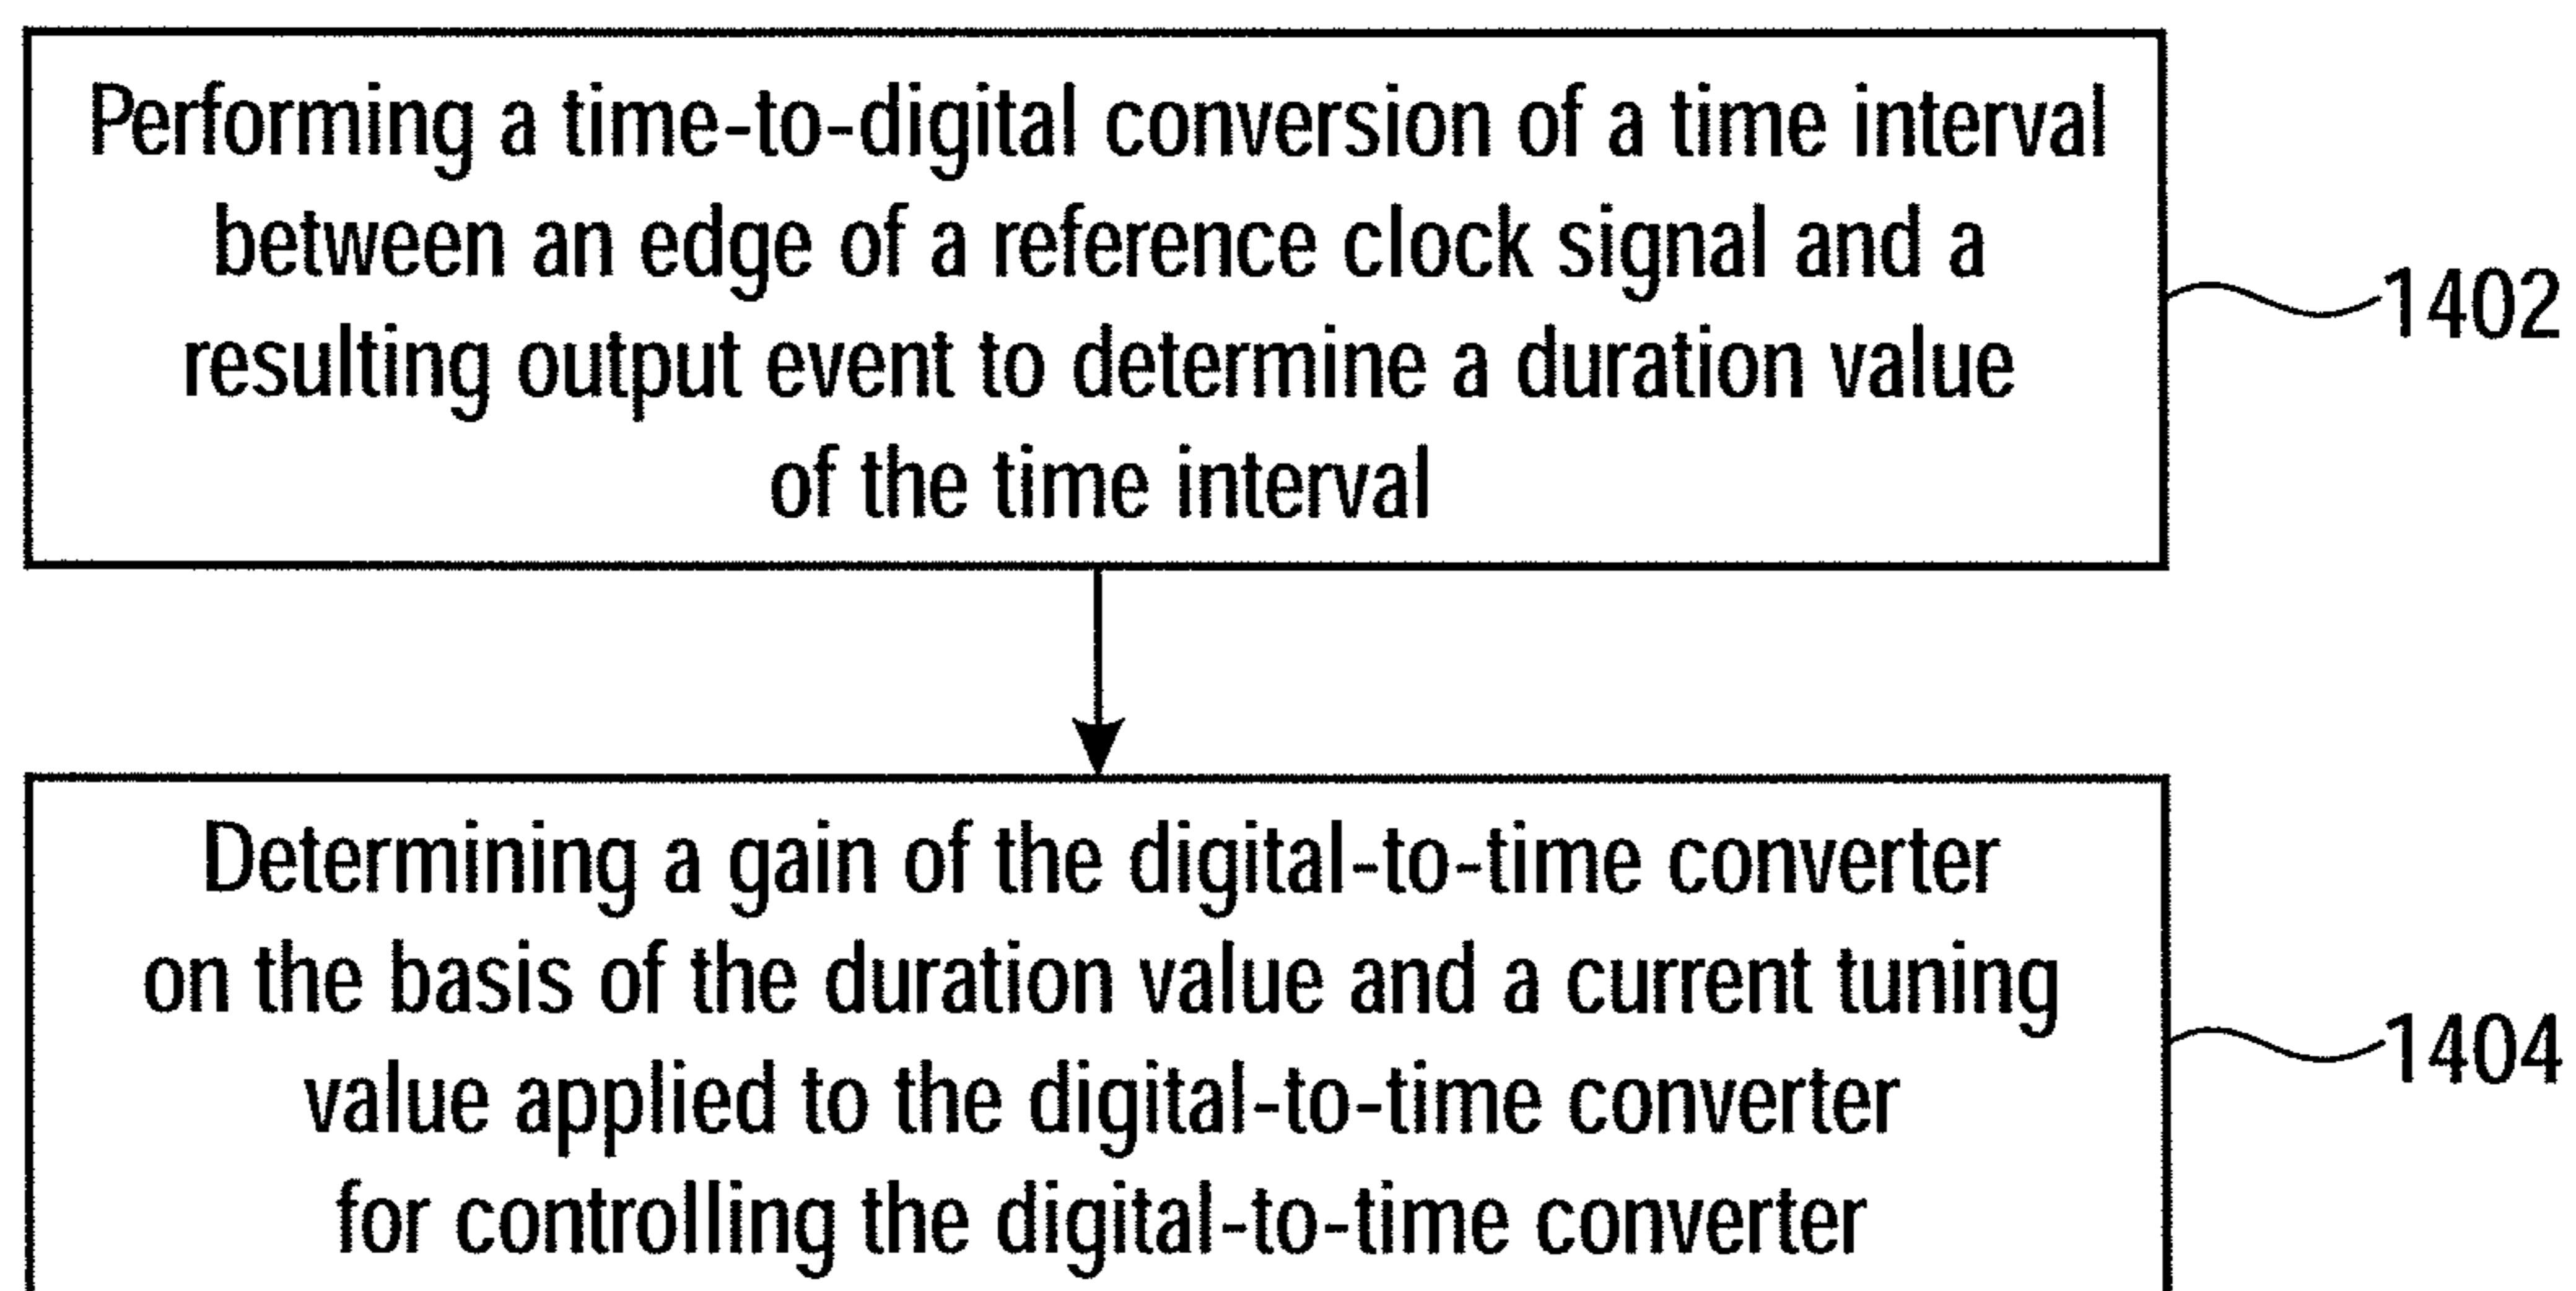 Performing a time-to-digital conversion of a time interval
between an edge of a reference clock signal and a
resulting output event to determine a duration value
of the time interval
1402
Determining a gain of the digital-to-time converter
on the basis of the duration value and a current tuning
value applied to the digital-to-time converter
for controlling the digital-to-time converter
1404